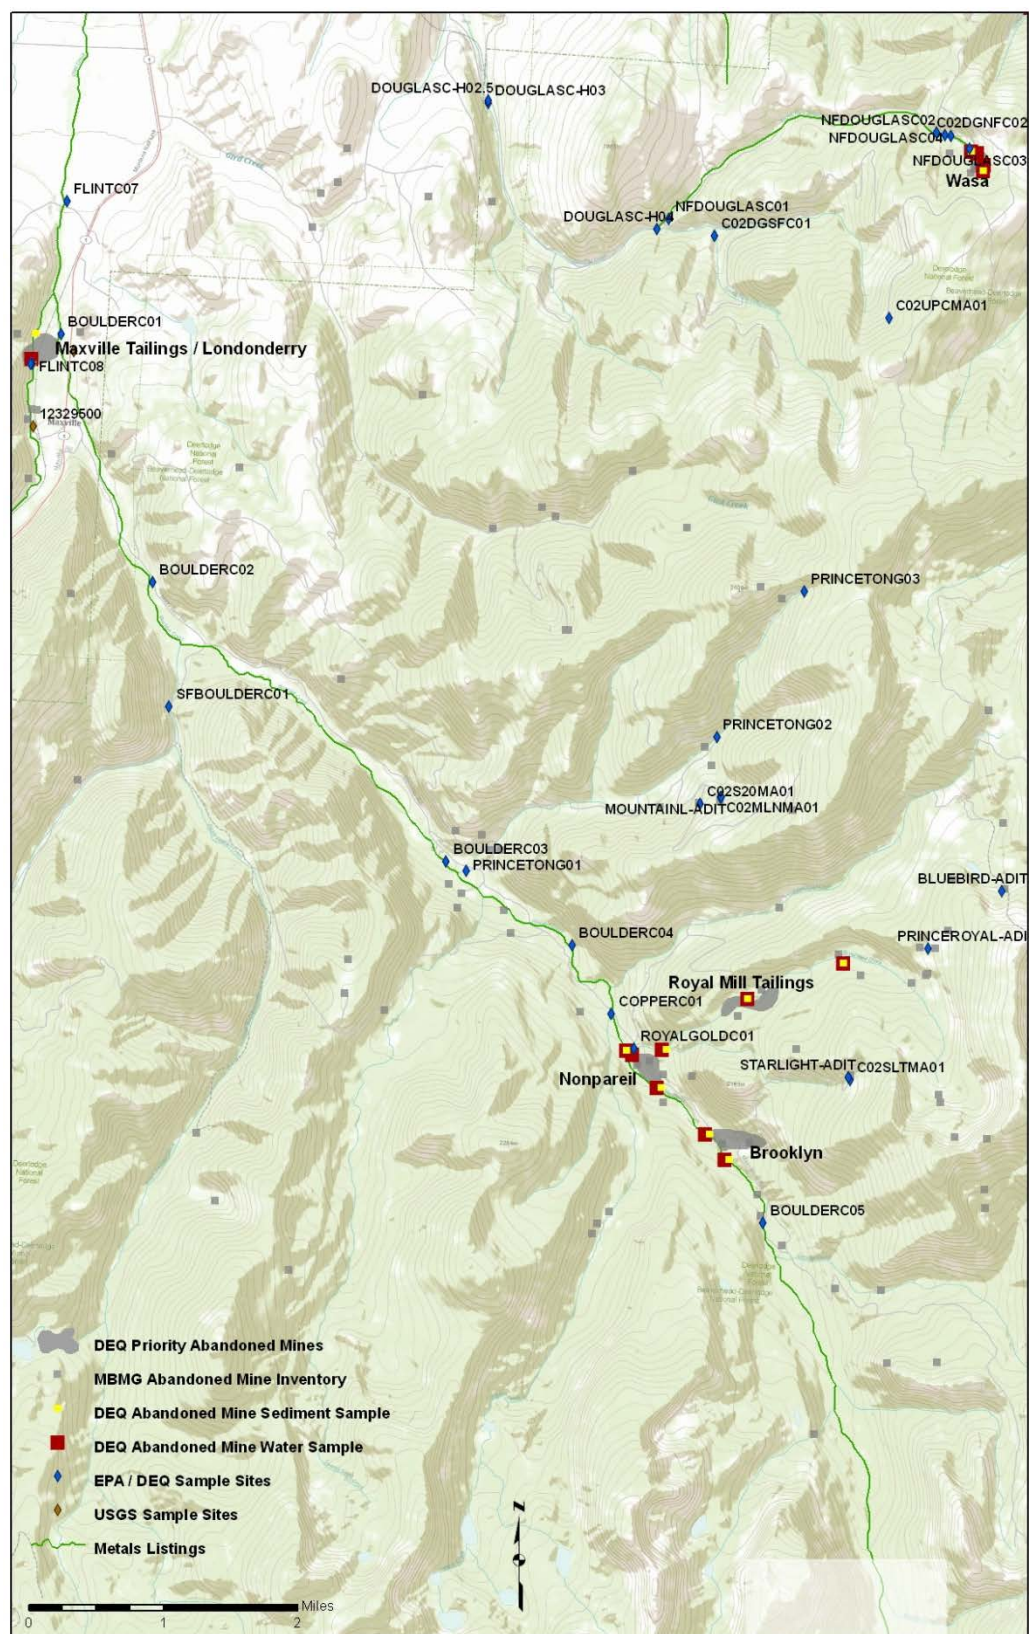 DOUGLASC-H02.5
DOUGLASC-H03
NFDOUGLASC02
C02DGNFC02
NFDOUGLASC04
NFDOUGLASC03
Wasa
FLINTC07
NFDOUGLASC01
DOUGLASC-H04
C02DGSFC01
C02UPCMA01
BOULDERC01
Maxville Tailings / Londonderry
FLINTC08
12329500
Maxville
Deerlodge
National
Forest
BOULDERC02
PRINCETONG03
SFBOULDERC01
PRINCETONG02
C02S20MA01
MOUNTAINL-ADIT
C02MLNMA01
BOULDERC03
PRINCETONG01
BLUEBIRD-ADIT
BOULDERC04
PRINCEROYAL-ADI
Royal Mill Tailings
COPPERC01
ROYALGOLDC01
STARLIGHT-ADIT
C02SLTMA01
Nonpareil
Brooklyn
BOULDERC05
DEQ Priority Abandoned Mines
MBMG Abandoned Mine Inventory
DEQ Abandoned Mine Sediment Sample
DEQ Abandoned Mine Water Sample
EPA / DEQ Sample Sites
USGS Sample Sites
Metals Listings
N
Miles
0 1 2